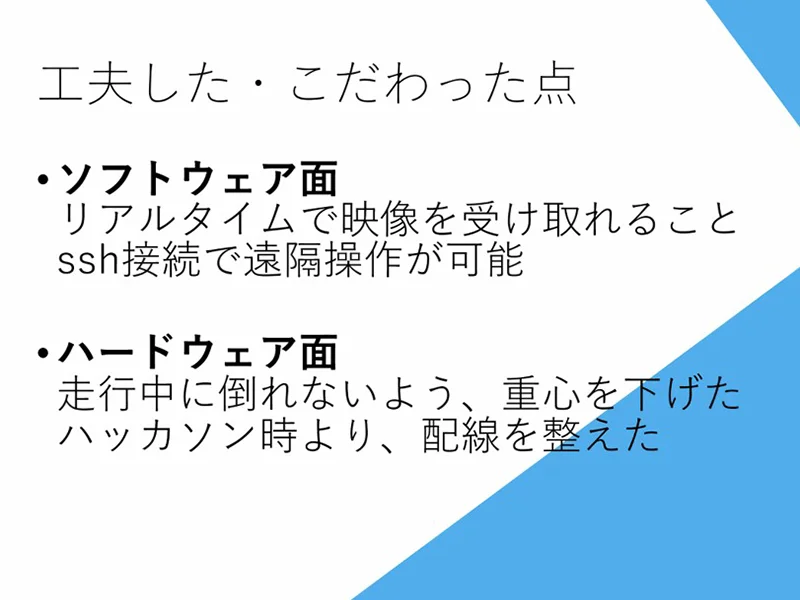 工夫した・こだわった点
•ソフトウェア面
リアルタイムで映像を受け取れること
ssh接続で遠隔操作が可能
•ハードウェア面
走行中に倒れないよう、重心を下げた
ハッカソン時より、配線を整えた